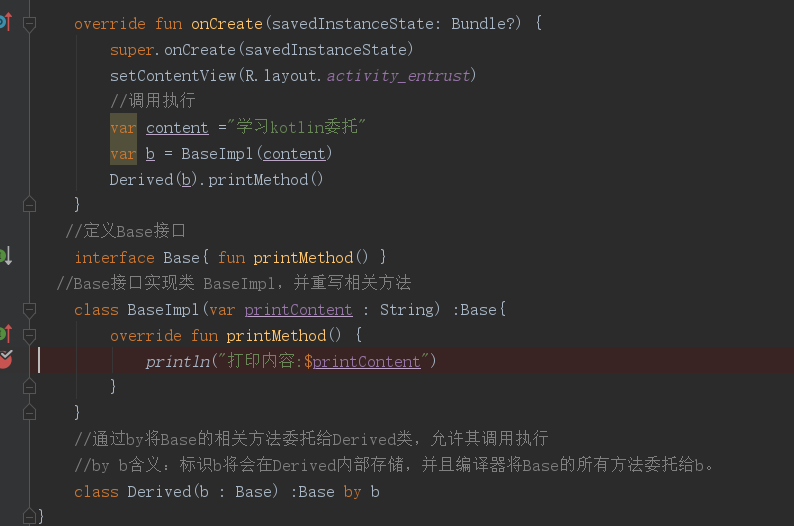 override fun onCreate(savedInstanceState: Bundle?) {
super.onCreate(savedInstanceState)
setContentView(R.layout.activity_entrust)
//调用执行
var content ="学习kotlin委托"
var b = BaseImpl(content)
Derived(b).printMethod()
}
//定义Base接口
interface Base{ fun printMethod() }
//Base接口实现类 BaseImpl，并重写相关方法
class BaseImpl(var printContent : String) :Base{
override fun printMethod() {
println("打印内容:$printContent")
}
}
//通过by将Base的相关方法委托给Derived类，允许其调用执行
//by b含义：标识b将会在Derived内部存储，并且编译器将Base的所有方法委托给b。
class Derived(b : Base) :Base by b
}